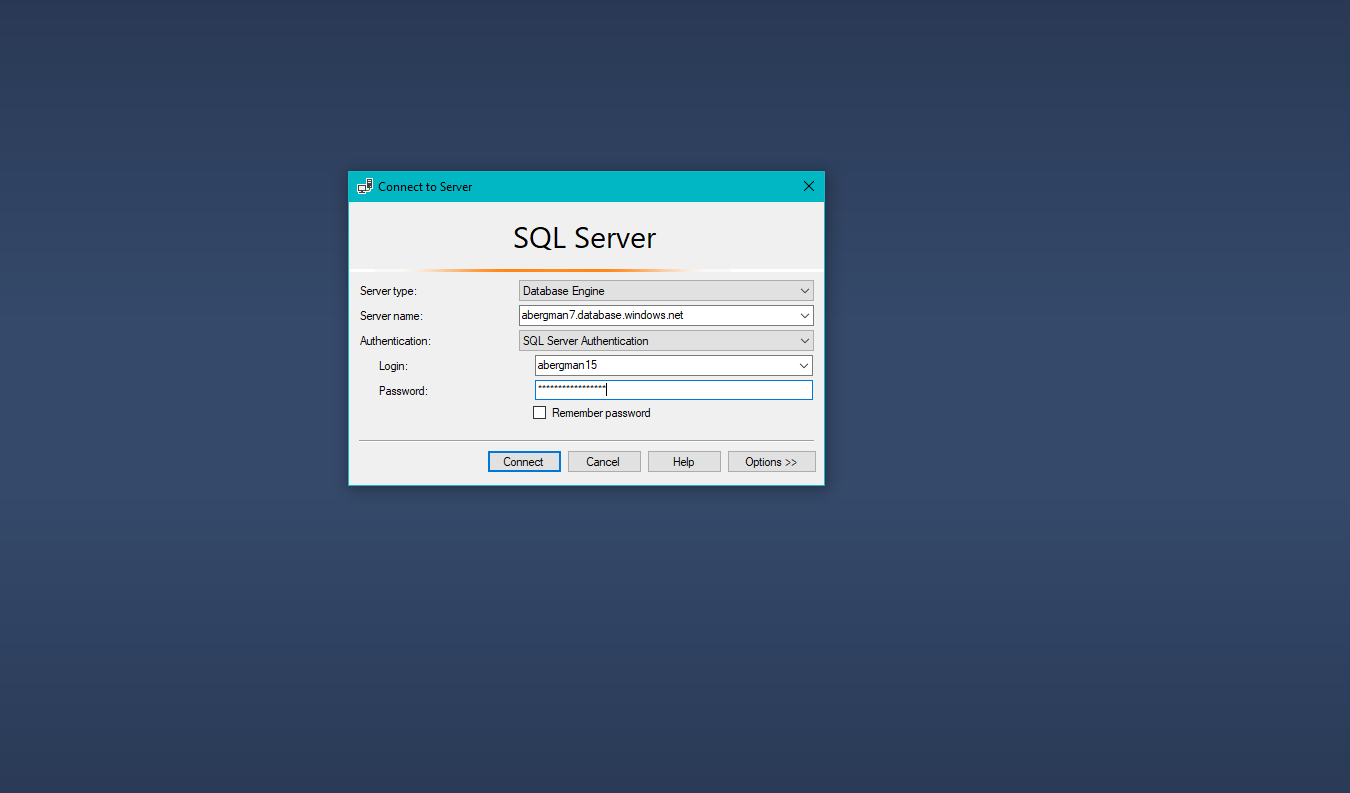 Connect to Server
SQL Server
Server type: Database Engine
Server name: abergman7.database.windows.net
Authentication: SQL Server Authentication
Login: abergman15
Password: *****************
Remember password
Connect Cancel Help Options >>